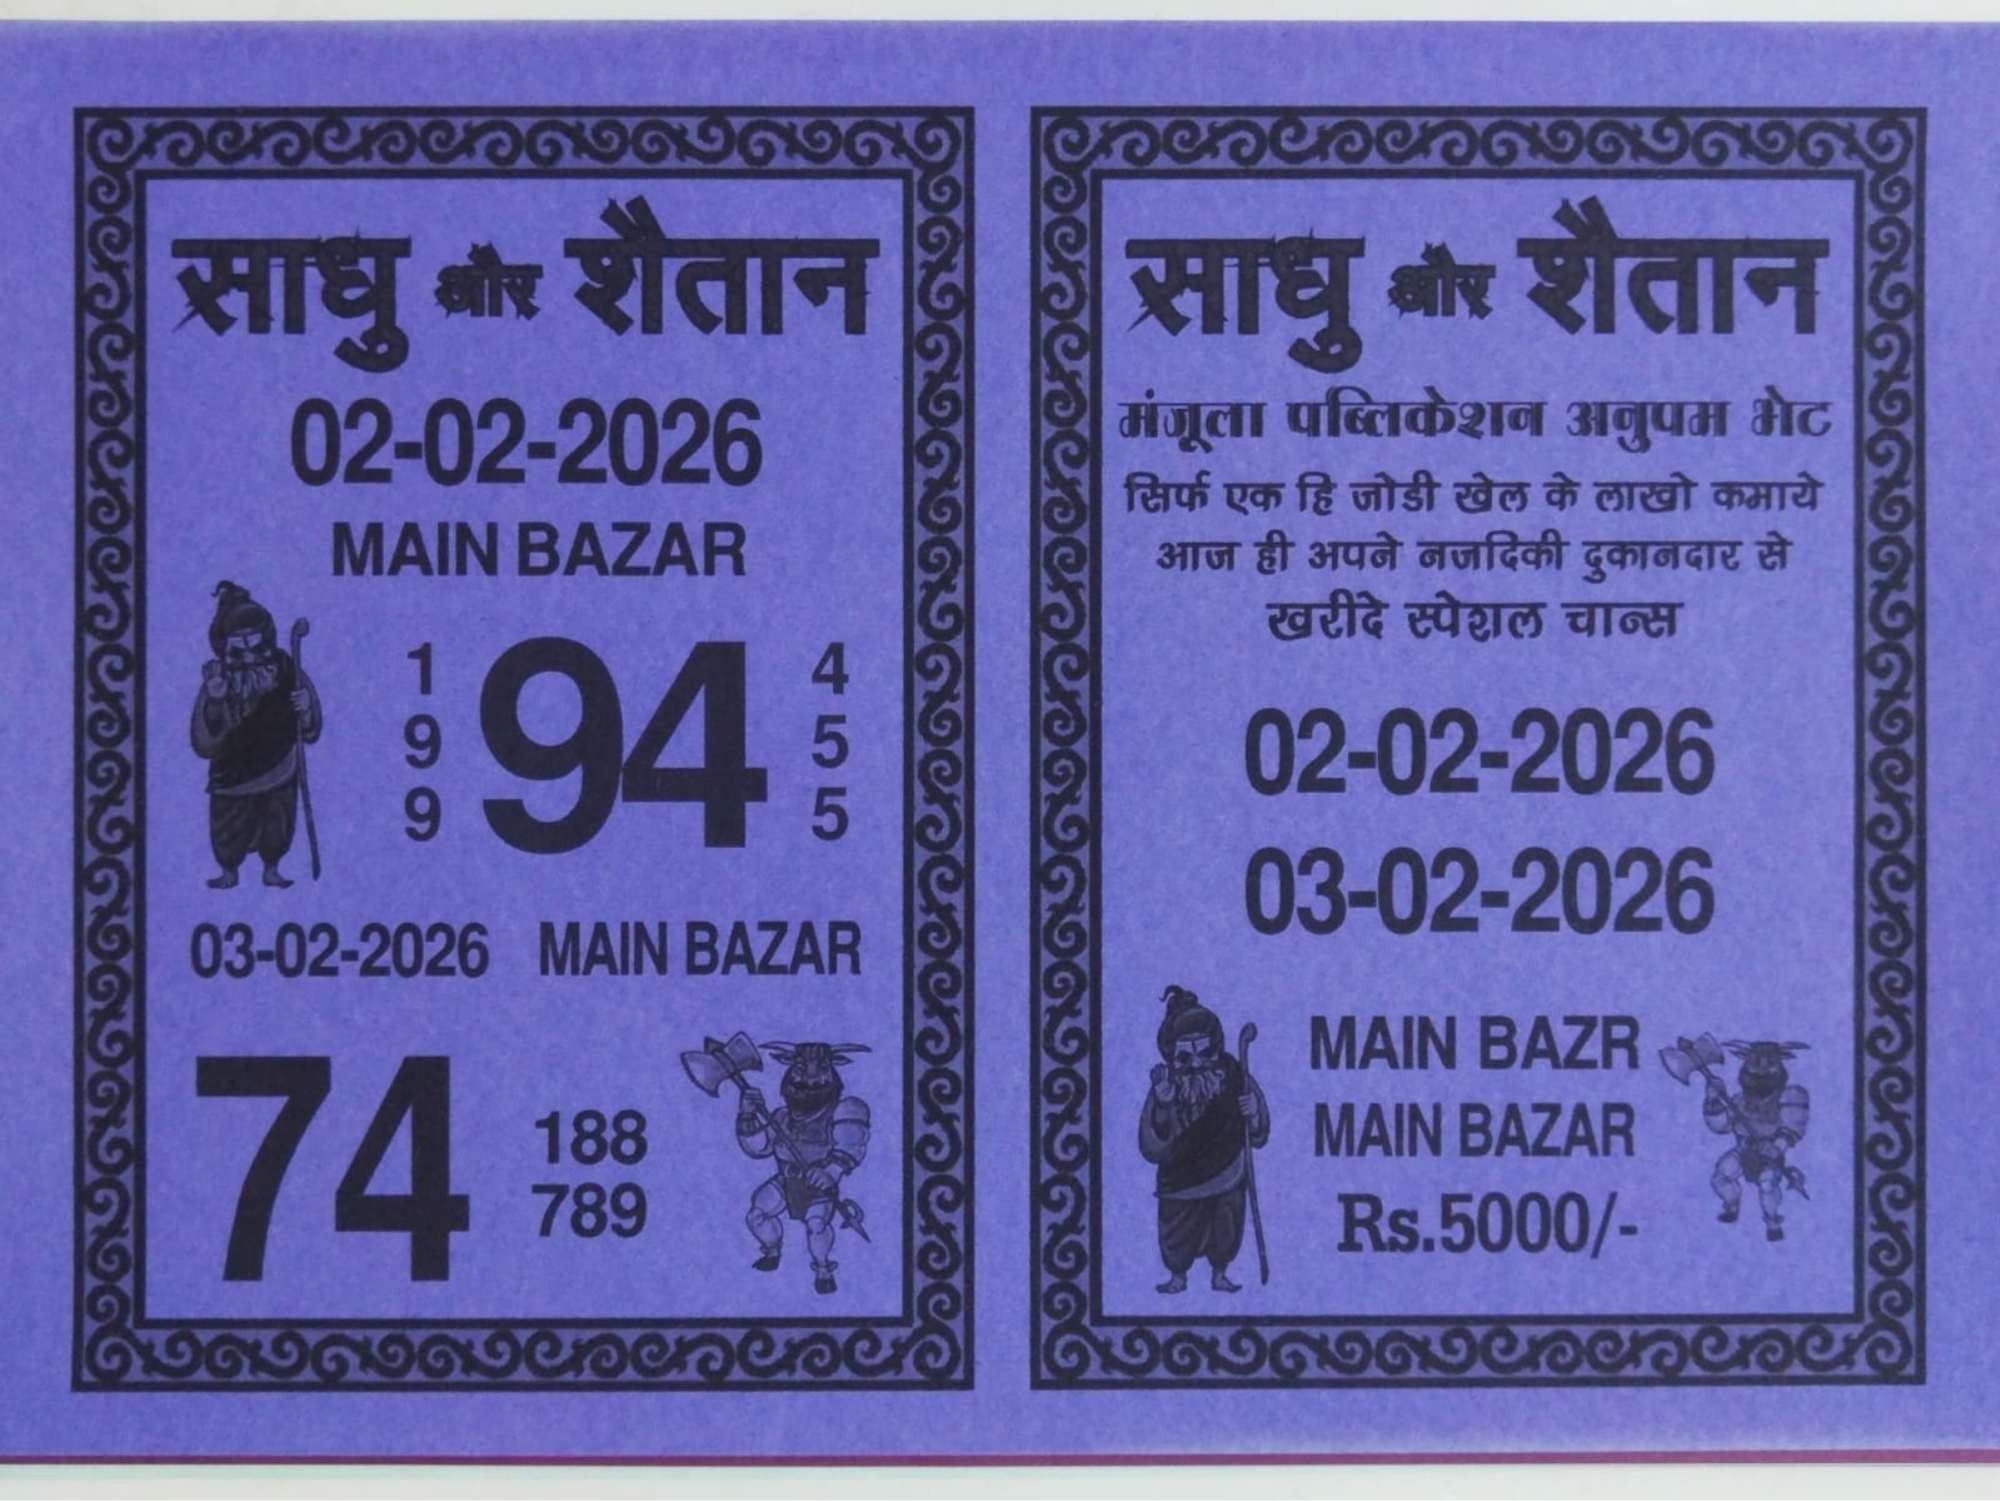 साधु और शैतान
02-02-2026
MAIN BAZAR
1 94 4
9 5
9 5
03-02-2026 MAIN BAZAR
74 188
789
साधु और शैतान
मंजूला पब्लिकेशन अनुपम भेट
सिर्फ एक हि जोडी खेल के लाखो कमाये
आज ही अपने नजदिकी दुकानदार से
खरीदे स्पेशल चान्स
02-02-2026
03-02-2026
MAIN BAZR
MAIN BAZAR
Rs.5000/-